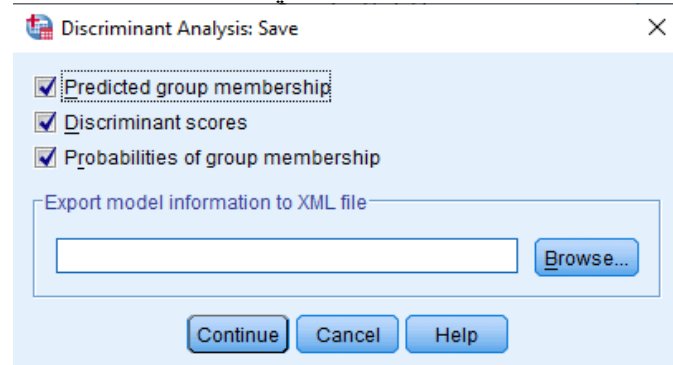 Discriminant Analysis: Save
Predicted group membership
Discriminant scores
Probabilities of group membership
Export model information to XML file
Browse...
Continue Cancel Help